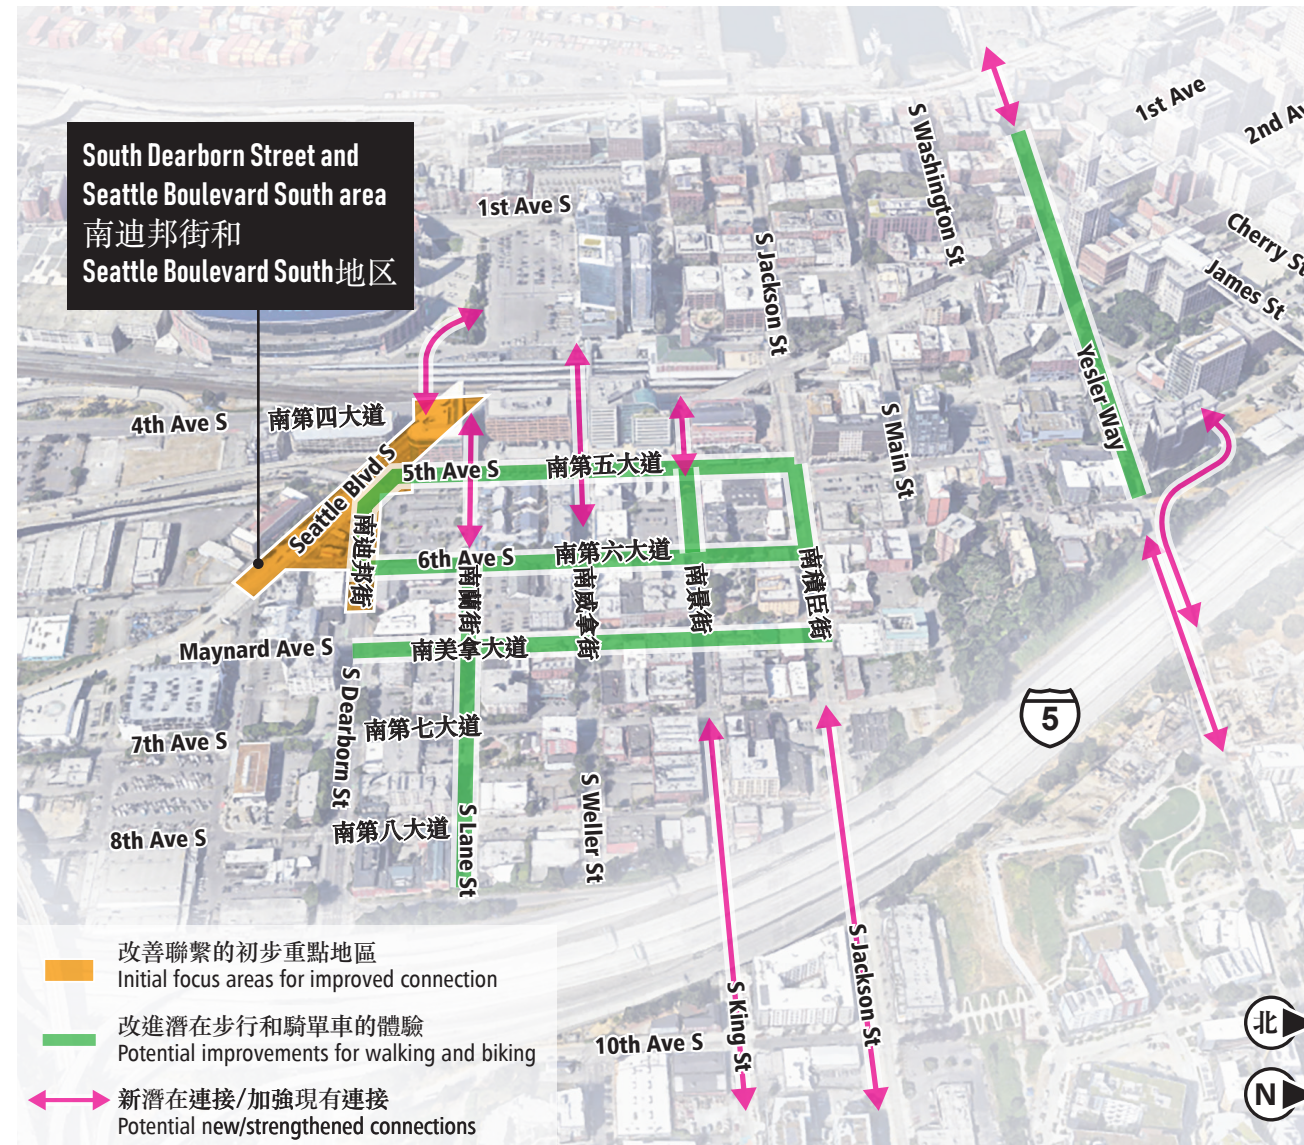 South Dearborn Street and
Seattle Boulevard South area
南迪邦街和
Seattle Boulevard South地区
1st Ave
2nd Av
S Washington St
1st Ave S
S Jackson St
Cherry St
James St
Yesler Way
4th Ave S
南第四大道
S Main St
Seattle Blvd S
5th Ave S
南第五大道
南迪邦街
6th Ave S
南第六大道
南蘭街
南威拿街
南景街
南積臣街
Maynard Ave S
南美拿大道
S Dearborn St
5
7th Ave S
南第七大道
8th Ave S
南第八大道
S Lane St
S Weller St
S King St
S Jackson St
10th Ave S
改善聯繫的初步重點地區
Initial focus areas for improved connection
改進潛在步行和騎單車的體驗
Potential improvements for walking and biking
新潛在連接/加強現有連接
Potential new/strengthened connections
北
N